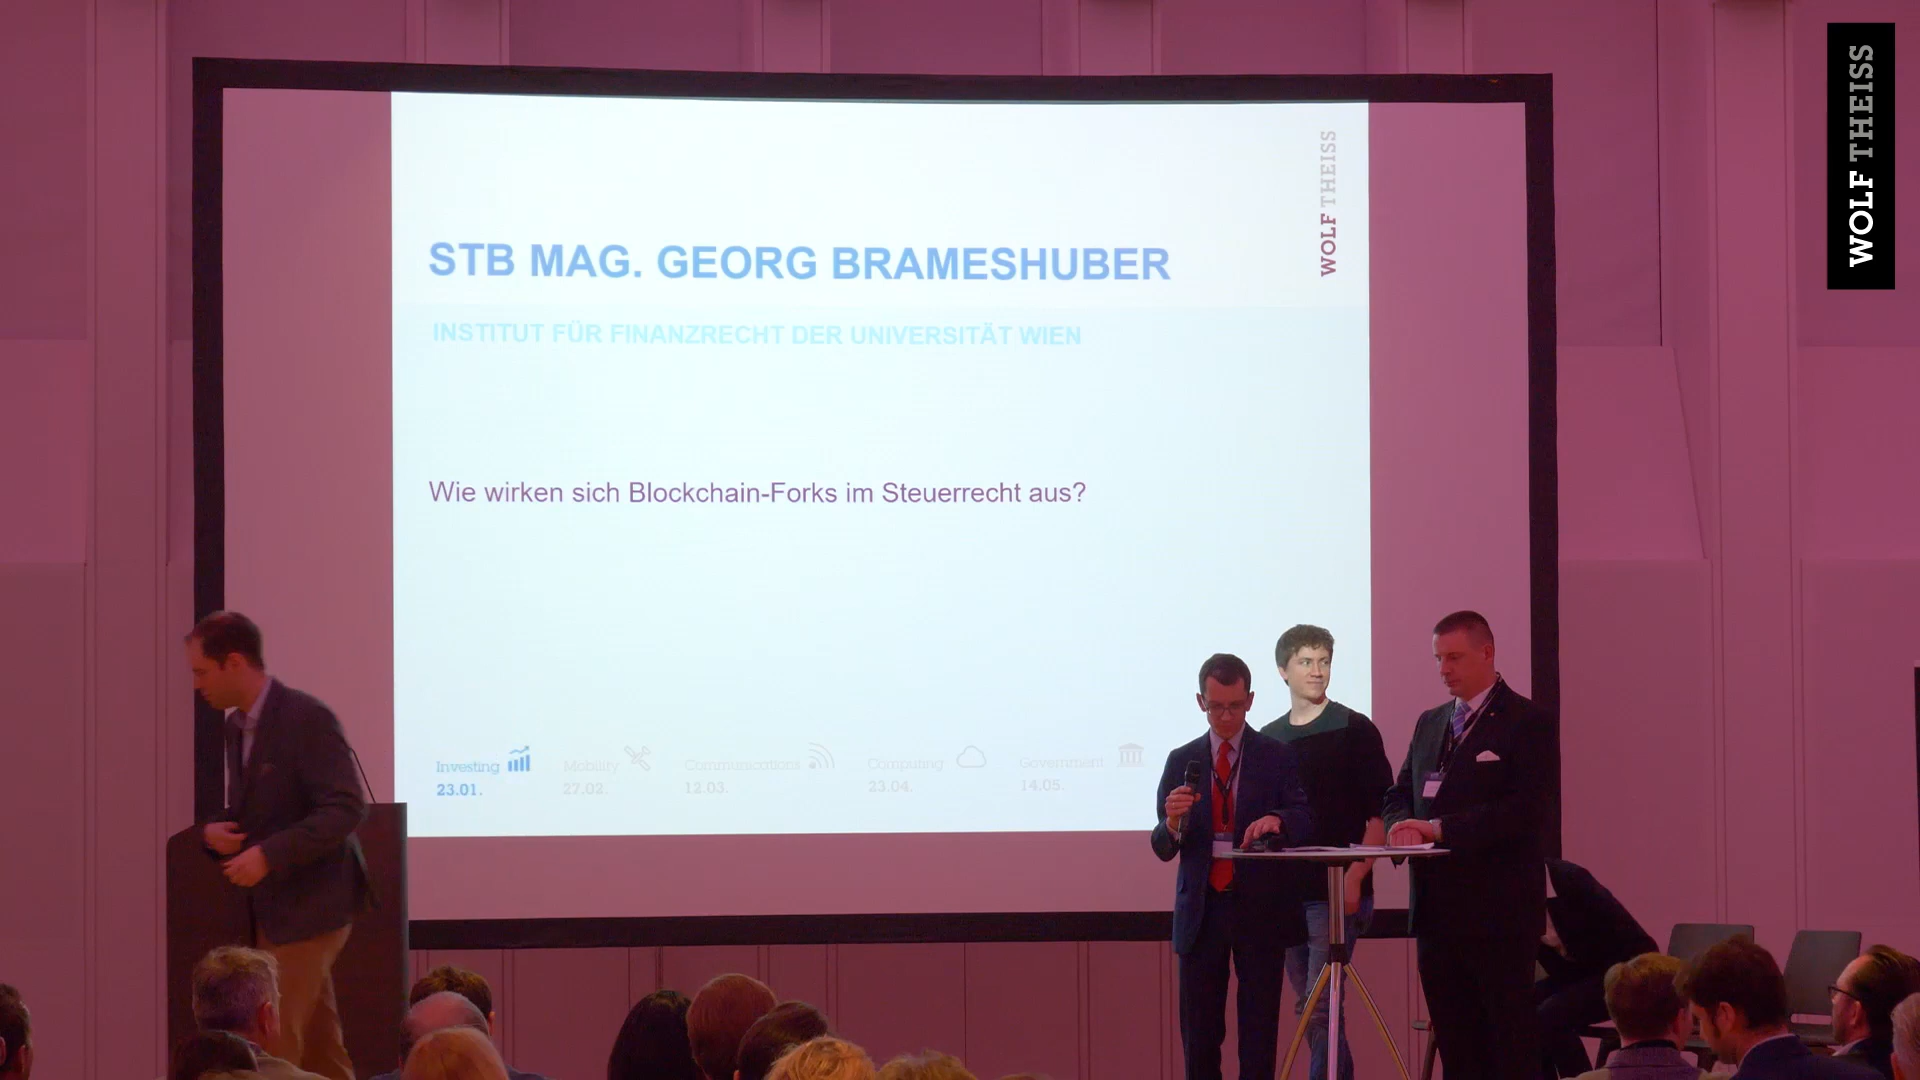 WOLF THEISS
WOLF THEISS
STB MAG. GEORG BRAMESHUBER
INSTITUT FÜR FINANZRECHT DER UNIVERSITÄT WIEN
Wie wirken sich Blockchain-Forks im Steuerrecht aus?
Investing Mobility Communications Computing Government
23.01. 27.02. 12.03. 23.04. 14.05.